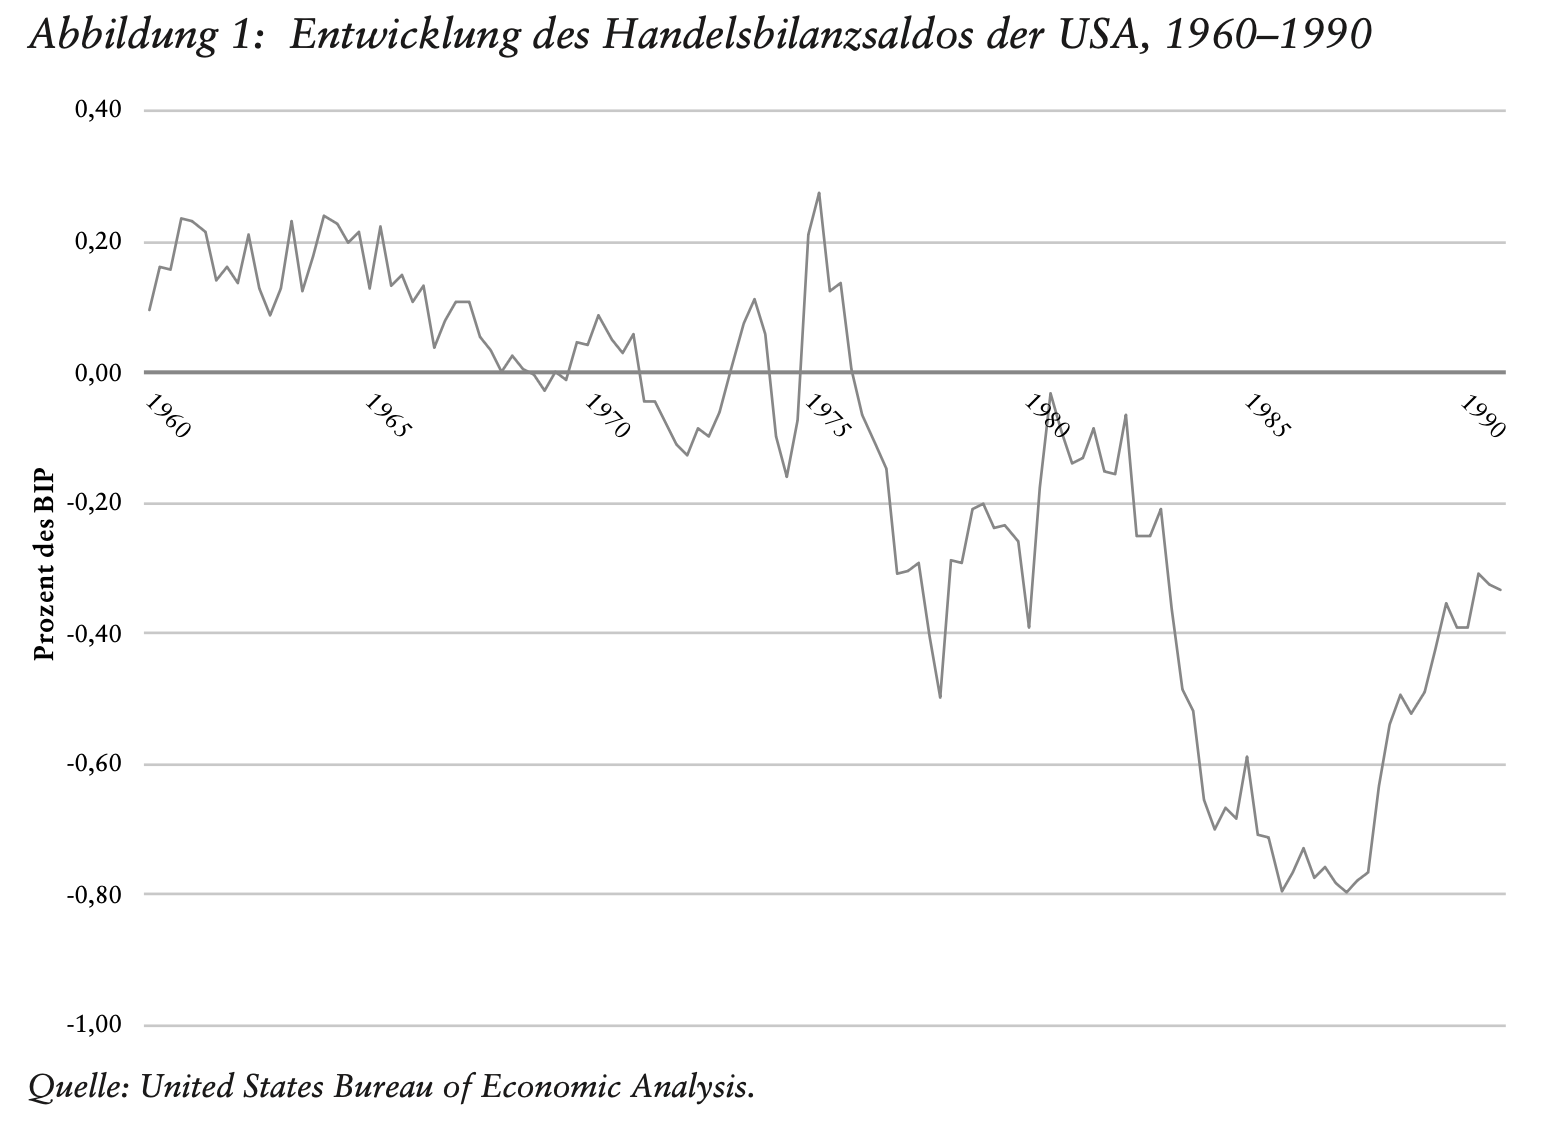 Abbildung 1: Entwicklung des Handelsbilanzsaldos der USA, 1960–1990
0,40
0,20
0,00
1960 1965 1970 1975 1980 1985 1990
Prozent des BIP
-0,20
-0,40
-0,60
-0,80
-1,00
Quelle: United States Bureau of Economic Analysis.